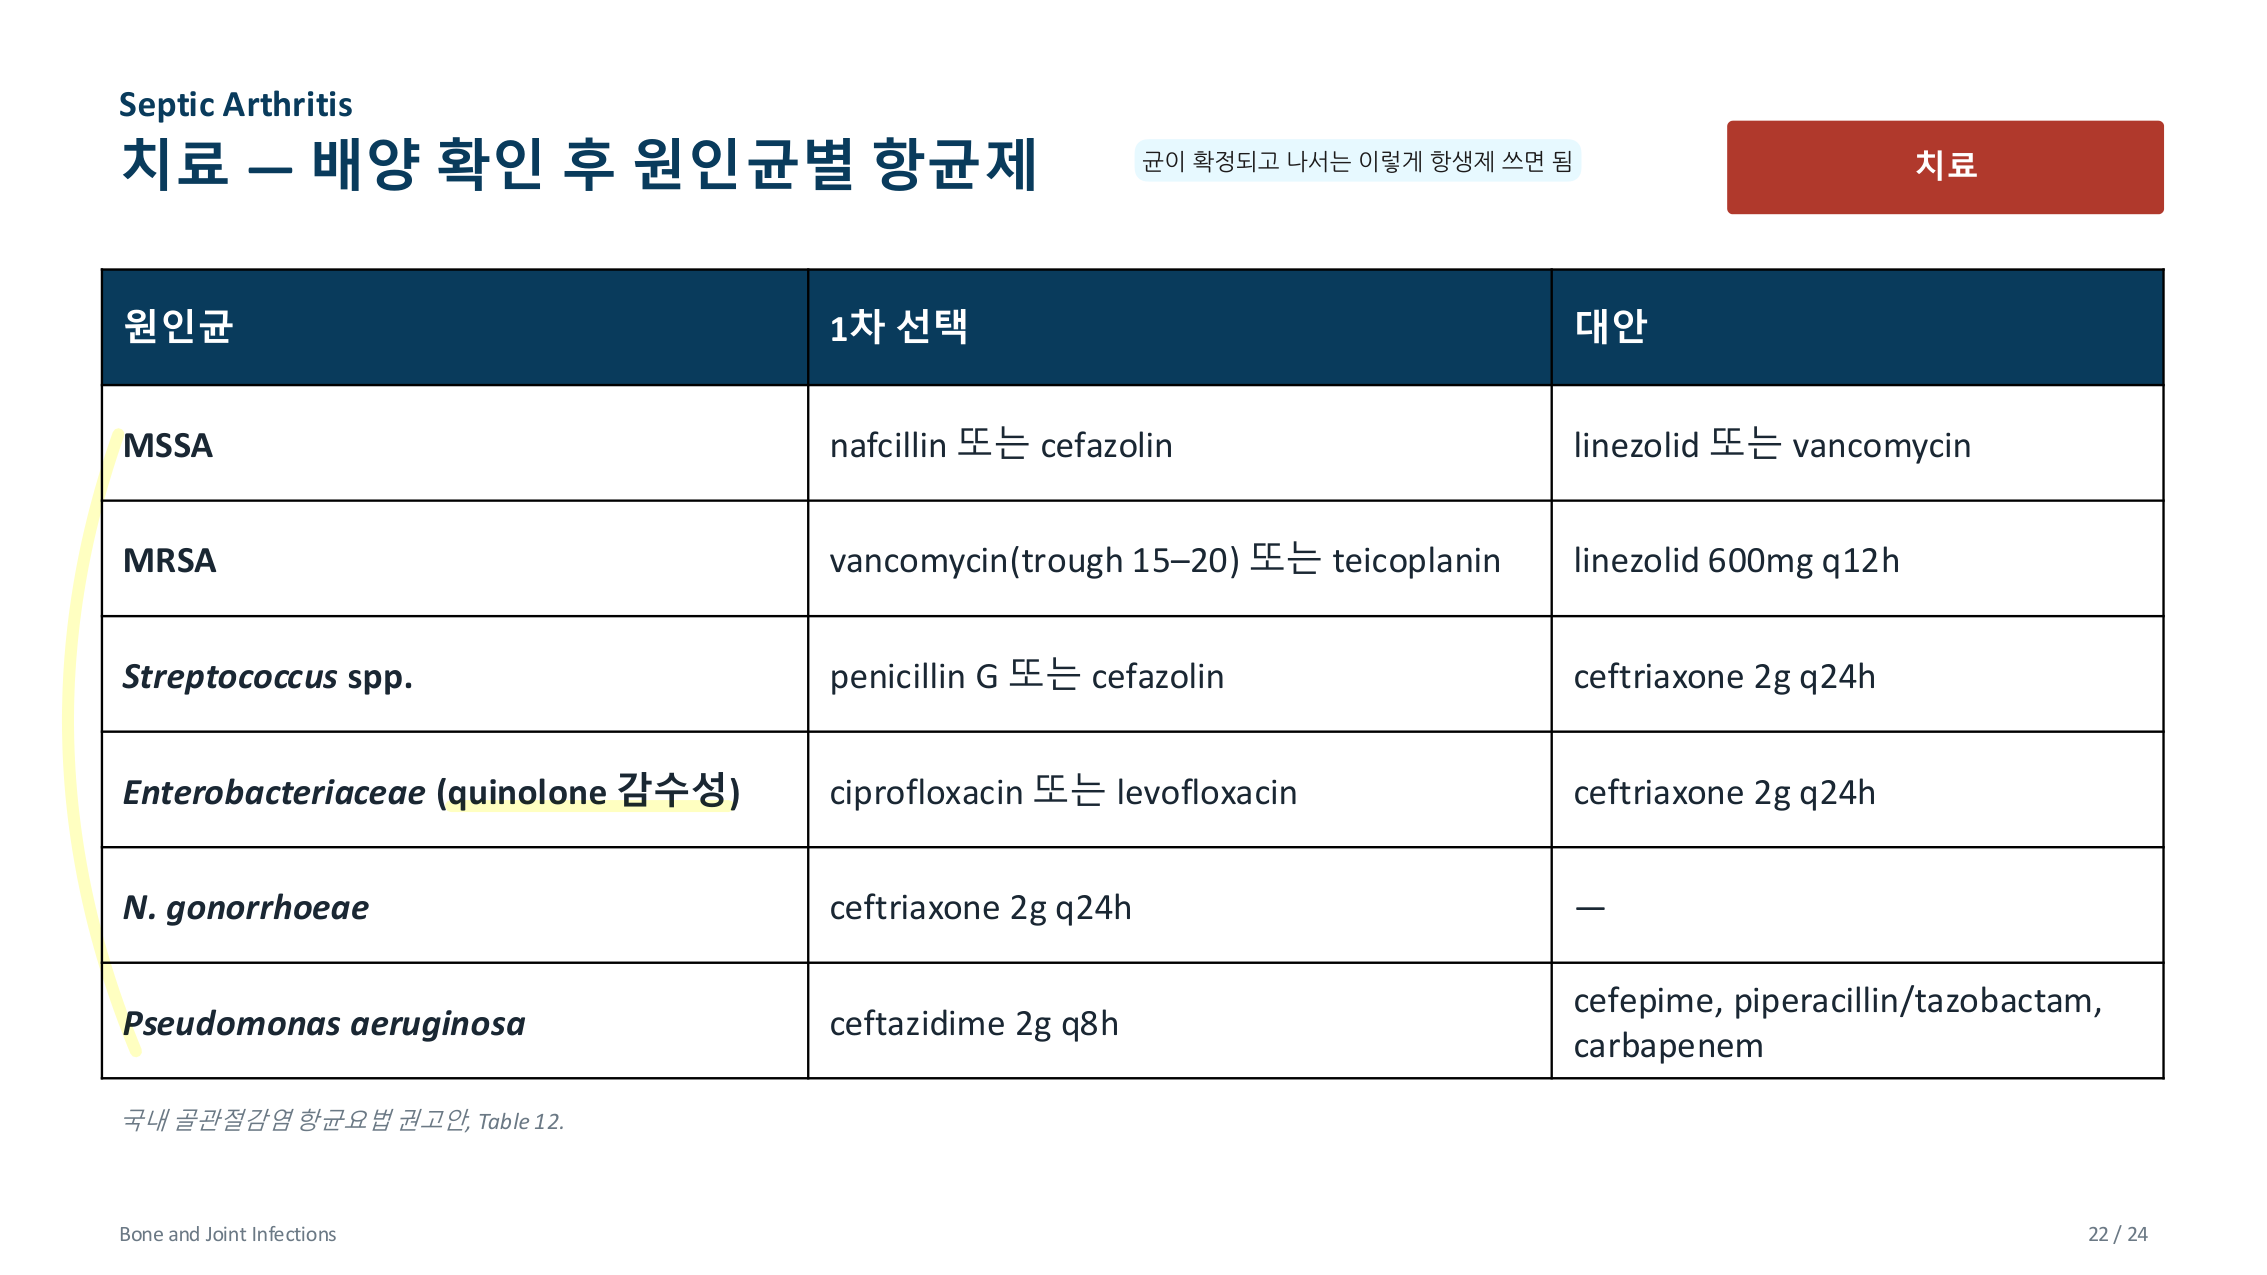 Septic Arthritis
치료 — 배양 확인 후 원인균별 항균제
균이 확정되고 나서는 이렇게 항생제 쓰면 됨
치료
원인균 1차 선택 대안
MSSA nafcillin 또는 cefazolin linezolid 또는 vancomycin
MRSA vancomycin(trough 15–20) 또는 teicoplanin linezolid 600mg q12h
Streptococcus spp. penicillin G 또는 cefazolin ceftriaxone 2g q24h
Enterobacteriaceae (quinolone 감수성) ciprofloxacin 또는 levofloxacin ceftriaxone 2g q24h
N. gonorrhoeae ceftriaxone 2g q24h —
Pseudomonas aeruginosa ceftazidime 2g q8h cefepime, piperacillin/tazobactam,
carbapenem
국내 골관절감염 항균요법 권고안, Table 12.
Bone and Joint Infections
22 / 24